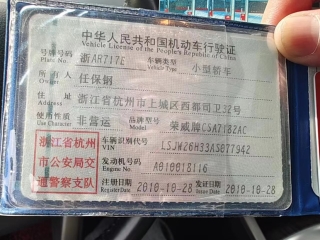 中华人民共和国机动车行驶证
Vehicle License of the People's Republic of China
号牌号码 浙AR717E 车辆类型 小型轿车
Plate No. Vehicle Type
所有人 任保钢
Owner
住址 浙江省杭州市上城区西都司卫32号
Address
使用性质 非营运 品牌型号 荣威牌CSA7182AC
Use Character Model
浙江省杭州 车辆识别代号 LSJW26H33AS077942
VIN
市公安局交 发动机号码 A010018116
Engine No.
通警察支队 注册日期 2010-10-28 发证日期 2010-10-28
Register Date Issue Date